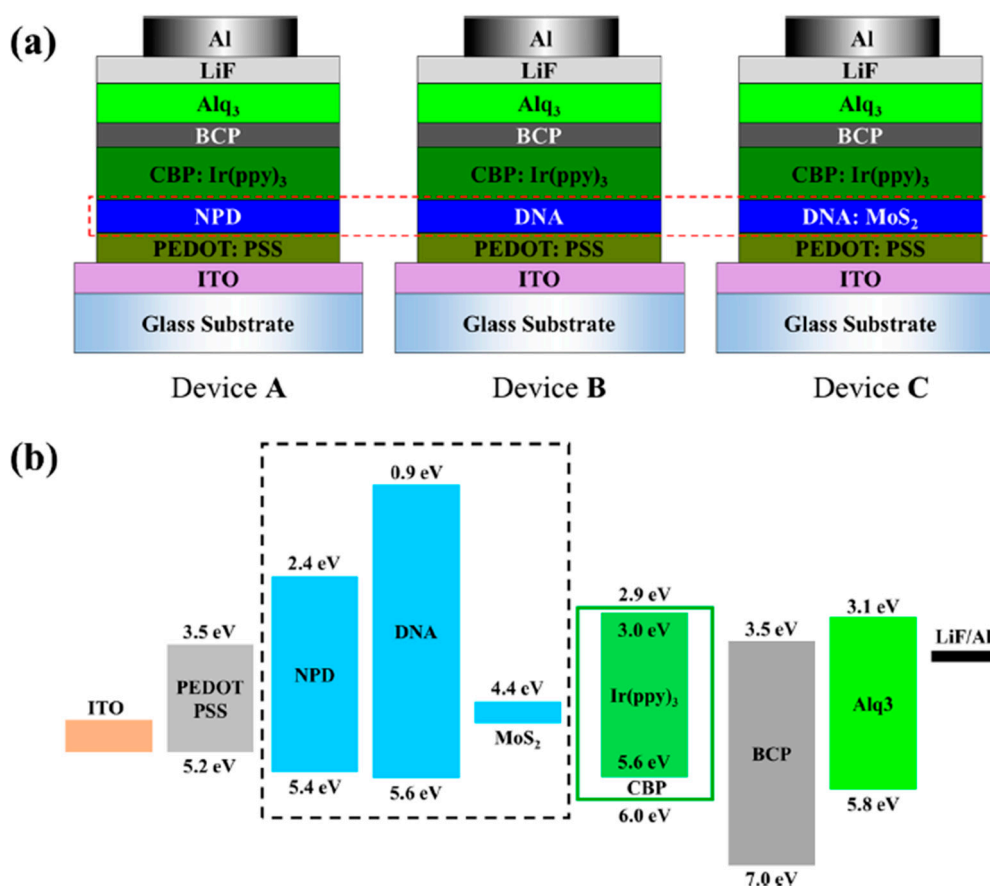 (a)
Al
Al
Al
LiF
LiF
LiF
Alq3
Alq3
Alq3
BCP
BCP
BCP
CBP: Ir(ppy)3
CBP: Ir(ppy)3
CBP: Ir(ppy)3
NPD
DNA
DNA: MoS2
PEDOT: PSS
PEDOT: PSS
PEDOT: PSS
ITO
ITO
ITO
Glass Substrate
Glass Substrate
Glass Substrate
Device A
Device B
Device C
(b)
ITO
3.5 eV
PEDOT
PSS
5.2 eV
2.4 eV
NPD
5.4 eV
0.9 eV
DNA
5.6 eV
4.4 eV
MoS2
2.9 eV
3.0 eV
Ir(ppy)3
5.6 eV
CBP
6.0 eV
3.5 eV
BCP
7.0 eV
3.1 eV
Alq3
5.8 eV
LiF/Al